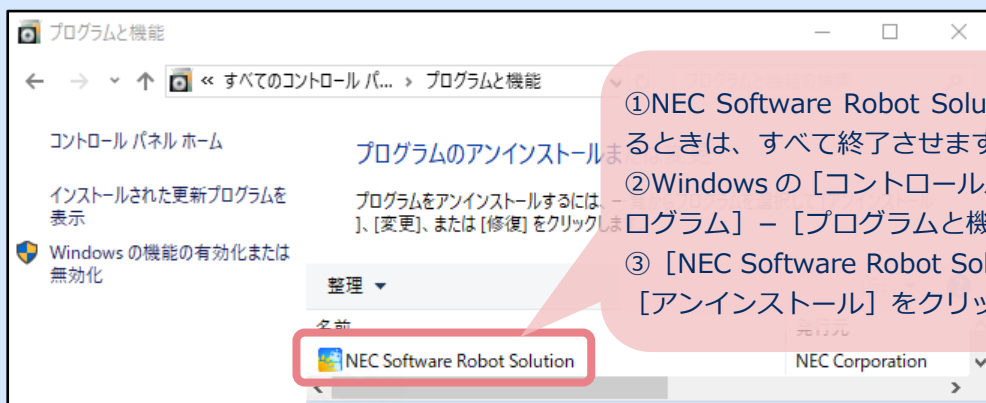 プログラムと機能
« すべてのコントロール パ... › プログラムと機能
コントロール パネル ホーム
インストールされた更新プログラムを
表示
Windows の機能の有効化または
無効化
プログラムのアンインストールま
プログラムをアンインストールするには、
]、[変更]、または [修復] をクリックしま
整理
名前
発行元
NEC Software Robot Solution
NEC Corporation
①NEC Software Robot Solu
るときは、すべて終了させます
②Windows の［コントロール
ログラム］－［プログラムと機
③［NEC Software Robot Sol
［アンインストール］をクリッ